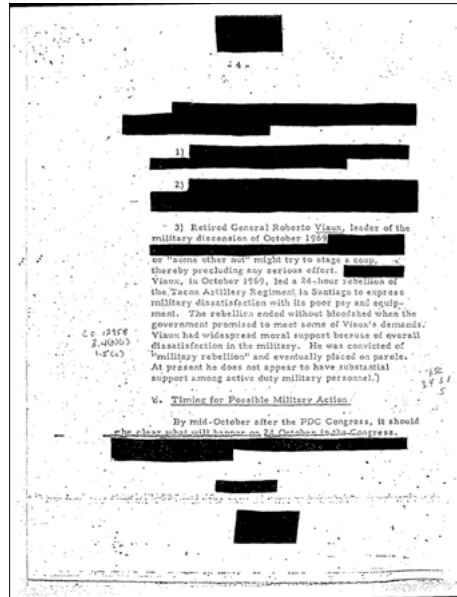 -4-
1)
2)
3) Retired General Roberto Viaux, leader of the
military dissension of October 1969
or "some other nut" might try to stage a coup,
thereby precluding any serious effort.
Viaux, in October 1969, led a 24-hour rebellion of
the Tacna Artillery Regiment in Santiago to express
military dissatisfaction with its poor pay and equip-
ment. The rebellion ended without bloodshed when the
government promised to meet some of Viaux's demands.
Viaux had widespread moral support because of overall
dissatisfaction in the military. He was convicted of
"military rebellion" and eventually placed on parole.
At present he does not appear to have substantial
support among active duty military personnel.)
E.O. 12958
3.4(b)(1)
1.5(c)
Timing for Possible Military Action
By mid-October after the PDC Congress, it should
be clear what will happen on 24 October in the Congress.